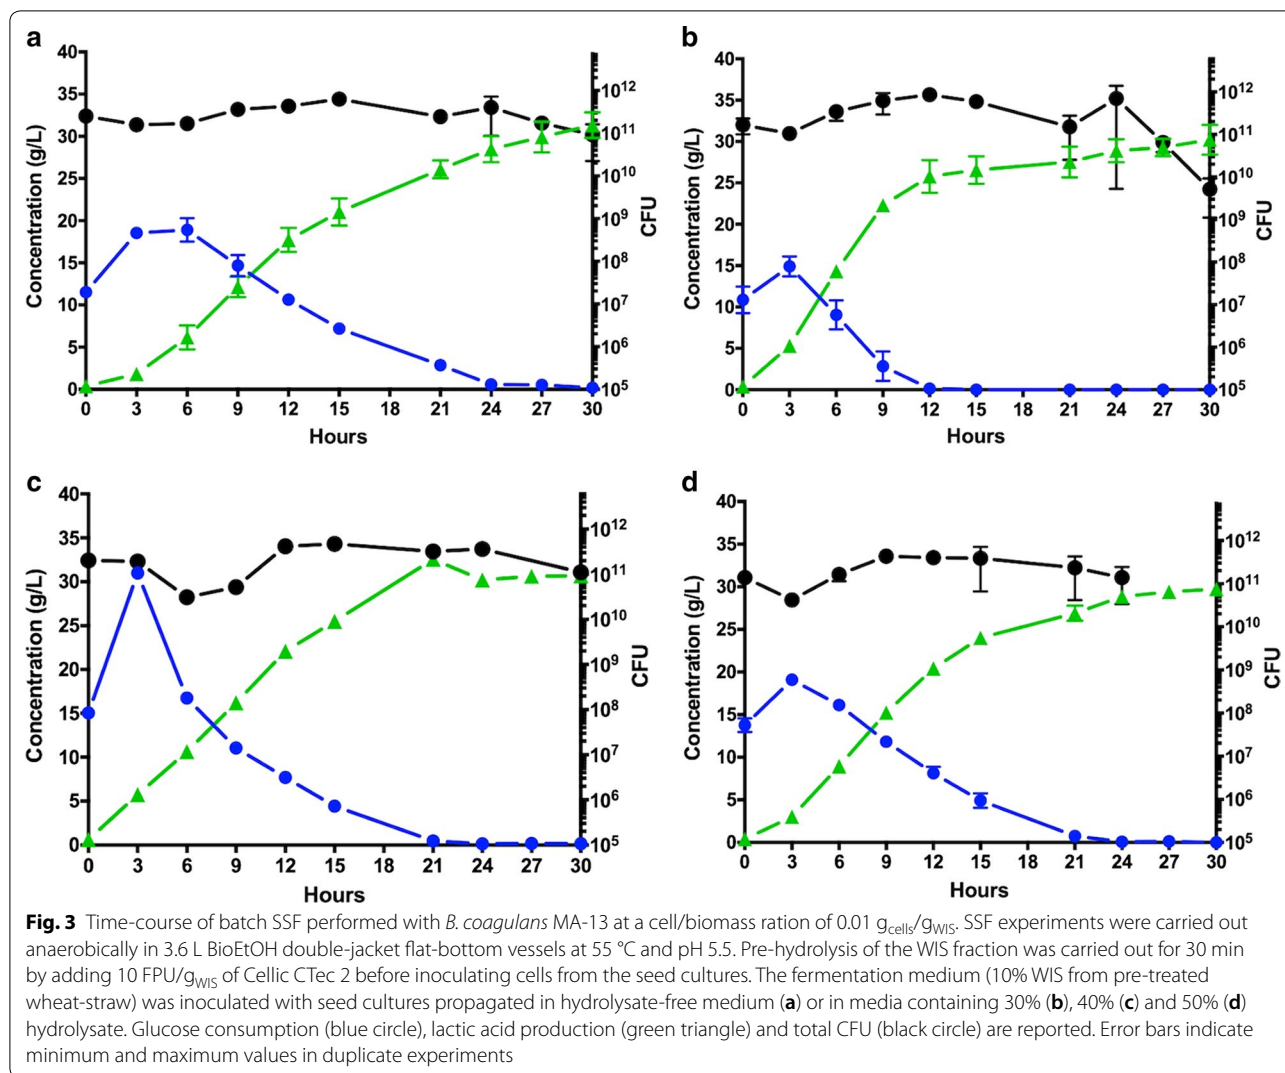 a
40
35
30
25
20
15
10
5
0
Concentration (g/L)
10¹²
10¹¹
10¹⁰
10⁹
10⁸
10⁷
10⁶
10⁵
CFU
0 3 6 9 12 15 18 21 24 27 30
Hours
b
40
35
30
25
20
15
10
5
0
Concentration (g/L)
10¹²
10¹¹
10¹⁰
10⁹
10⁸
10⁷
10⁶
10⁵
CFU
0 3 6 9 12 15 18 21 24 27 30
Hours
c
40
35
30
25
20
15
10
5
0
Concentration (g/L)
10¹²
10¹¹
10¹⁰
10⁹
10⁸
10⁷
10⁶
10⁵
CFU
0 3 6 9 12 15 18 21 24 27 30
Hours
d
40
35
30
25
20
15
10
5
0
Concentration (g/L)
10¹²
10¹¹
10¹⁰
10⁹
10⁸
10⁷
10⁶
10⁵
CFU
0 3 6 9 12 15 18 21 24 27 30
Hours
Fig. 3 Time-course of batch SSF performed with B. coagulans MA-13 at a cell/biomass ration of 0.01 g_cells/g_WIS. SSF experiments were carried out
anaerobically in 3.6 L BioEtOH double-jacket flat-bottom vessels at 55 °C and pH 5.5. Pre-hydrolysis of the WIS fraction was carried out for 30 min
by adding 10 FPU/g_WIS of Cellic CTec 2 before inoculating cells from the seed cultures. The fermentation medium (10% WIS from pre-treated
wheat-straw) was inoculated with seed cultures propagated in hydrolysate-free medium (a) or in media containing 30% (b), 40% (c) and 50% (d)
hydrolysate. Glucose consumption (blue circle), lactic acid production (green triangle) and total CFU (black circle) are reported. Error bars indicate
minimum and maximum values in duplicate experiments